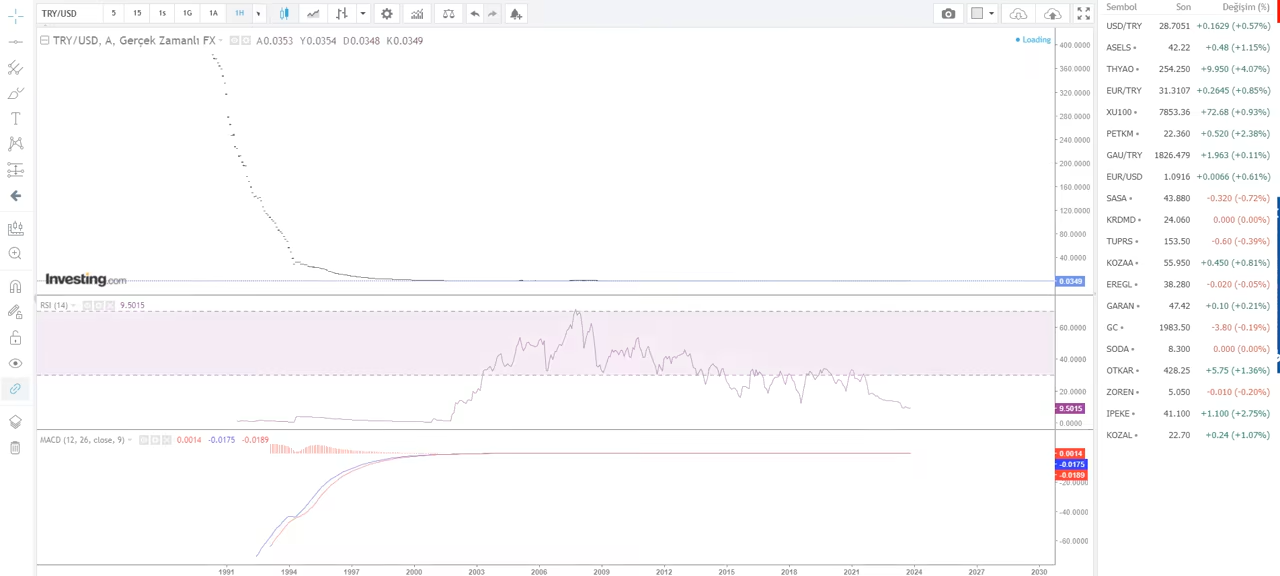 TRY/USD 5 15 1s 1G 1A 1H
TRY/USD, A, Gerçek Zamanlı FX A0.0353 Y0.0354 D0.0348 K0.0349
Loading
400.0000
360.0000
320.0000
280.0000
240.0000
200.0000
160.0000
120.0000
80.0000
40.0000
0.0349
Investing.com
RSI (14) 9.5015
60.0000
40.0000
20.0000
9.5015
0.0000
MACD (12, 26, close, 9) 0.0014 -0.0175 -0.0189
0.0014
-0.0175
-0.0189
-20.0000
-40.0000
-60.0000
1991 1994 1997 2000 2003 2006 2009 2012 2015 2018 2021 2024 2027 2030
Sembol Son Değişim (%)
USD/TRY 28.7051 +0.1629 (+0.57%)
ASELS 42.22 +0.48 (+1.15%)
THYAO 254.250 +9.950 (+4.07%)
EUR/TRY 31.3107 +0.2645 (+0.85%)
XU100 7853.36 +72.68 (+0.93%)
PETKM 22.360 +0.520 (+2.38%)
GAU/TRY 1826.479 +1.963 (+0.11%)
EUR/USD 1.0916 +0.0066 (+0.61%)
SASA 43.880 -0.320 (-0.72%)
KRDMD 24.060 0.000 (0.00%)
TUPRS 153.50 -0.60 (-0.39%)
KOZAA 55.950 +0.450 (+0.81%)
EREGL 38.280 -0.020 (-0.05%)
GARAN 47.42 +0.10 (+0.21%)
GC 1983.50 -3.80 (-0.19%)
SODA 8.300 0.000 (0.00%)
OTKAR 428.25 +5.75 (+1.36%)
ZOREN 5.050 -0.010 (-0.20%)
IPEKE 41.100 +1.100 (+2.75%)
KOZAL 22.70 +0.24 (+1.07%)